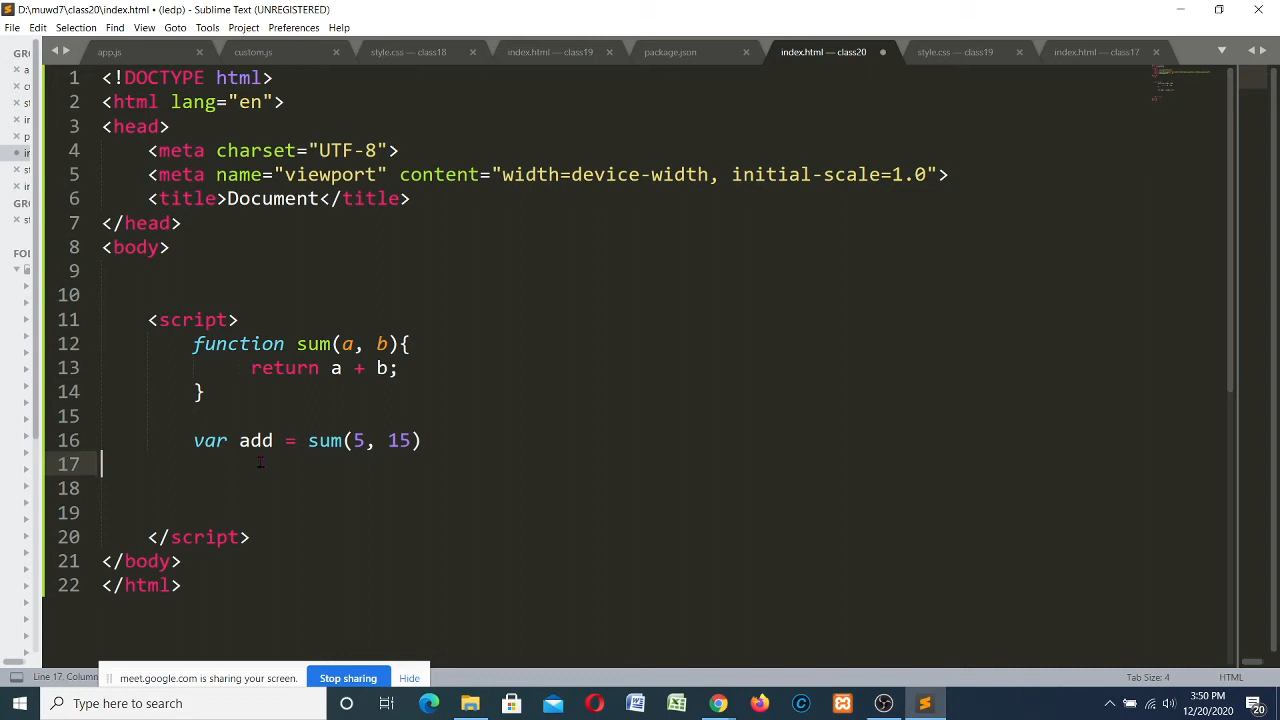 D:\muwd7\class20\index.html • (ledp) - Sublime Text (UNREGISTERED)
File Edit Selection Find View Goto Tools Project Preferences Help
app.js
custom.js
style.css — class18
index.html — class19
package.json
index.html — class20
style.css — class19
index.html — class17
1 <!DOCTYPE html>
2 <html lang="en">
3 <head>
4 <meta charset="UTF-8">
5 <meta name="viewport" content="width=device-width, initial-scale=1.0">
6 <title>Document</title>
7 </head>
8 <body>
9
10
11 <script>
12 function sum(a, b){
13 return a + b;
14 }
15
16 var add = sum(5, 15)
17
18
19
20 </script>
21 </body>
22 </html>
meet.google.com is sharing your screen. Stop sharing Hide
Line 17. Column
Tab Size: 4
HTML
Type here to search
3:50 PM
12/20/2020
20